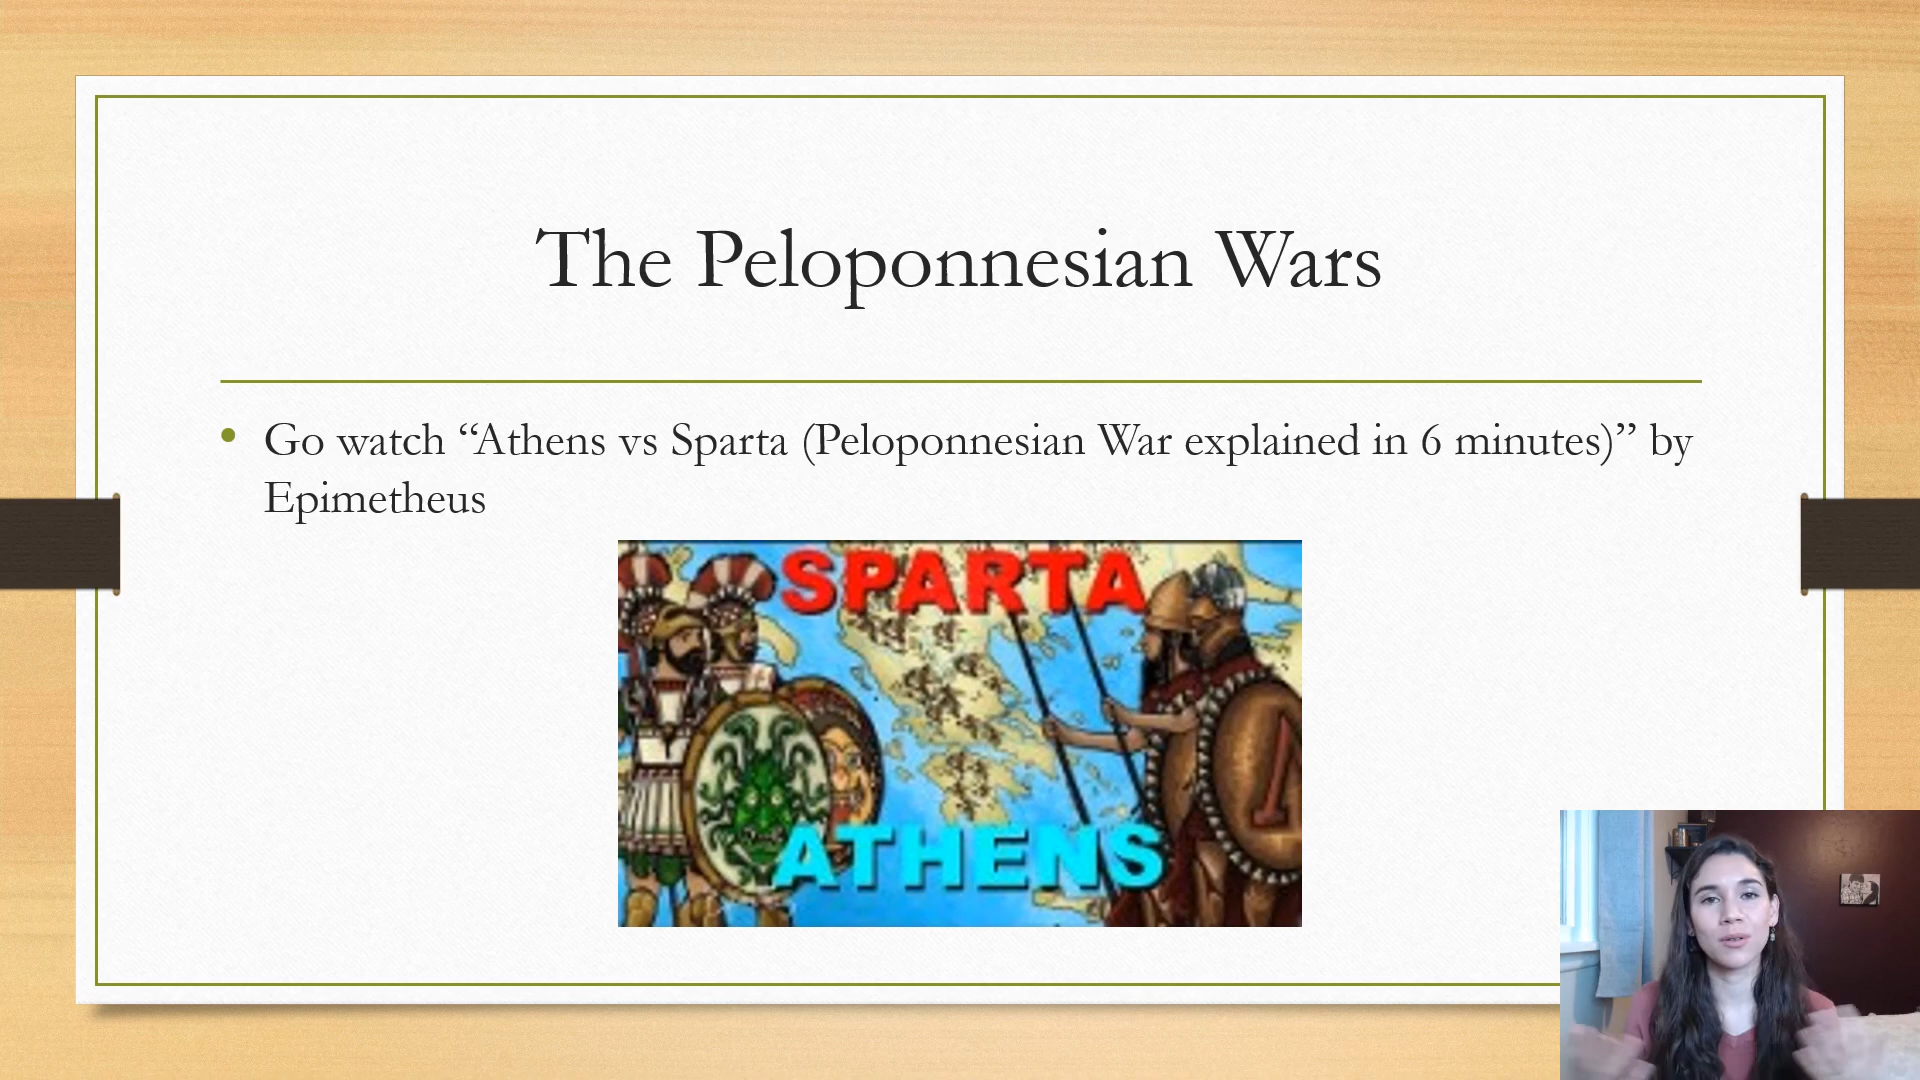 The Peloponnesian Wars
• Go watch “Athens vs Sparta (Peloponnesian War explained in 6 minutes)” by
Epimetheus
SPARTA
ATHENS